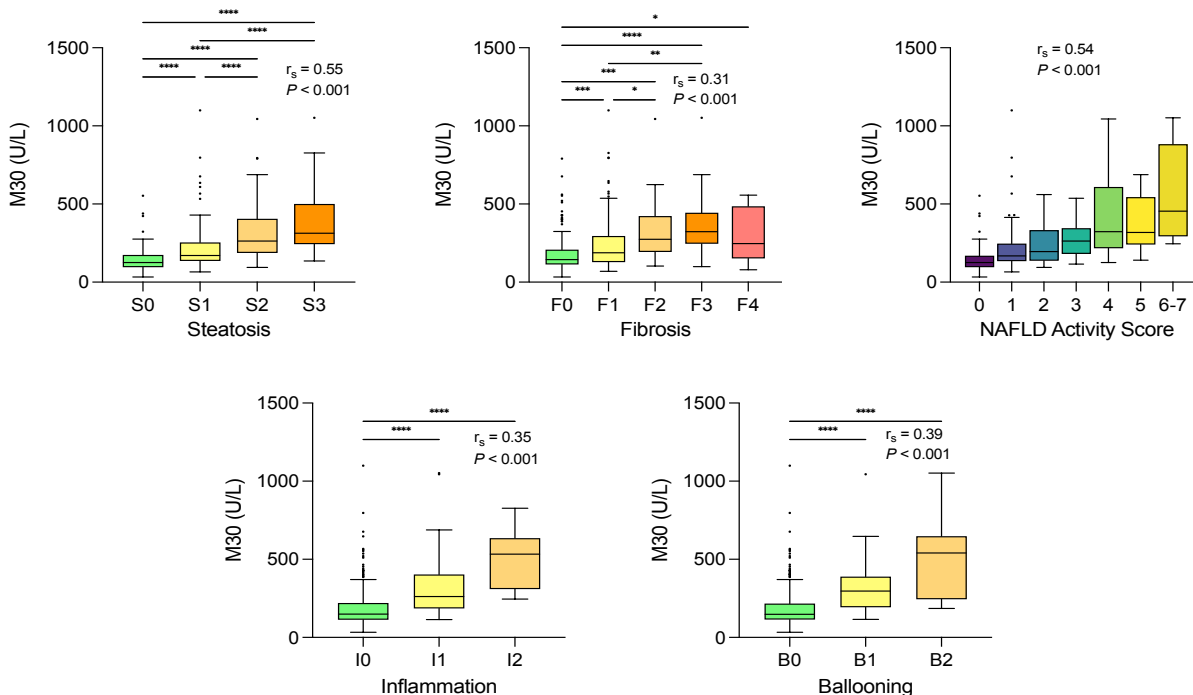 ****
****
****
****
****
1500
1000
500
0
M30 (U/L)
r_s = 0.55
P < 0.001
S0 S1 S2 S3
Steatosis
*
****
**
***
***
*
1500
1000
500
0
M30 (U/L)
r_s = 0.31
P < 0.001
F0 F1 F2 F3 F4
Fibrosis
1500
1000
500
0
M30 (U/L)
r_s = 0.54
P < 0.001
0 1 2 3 4 5 6-7
NAFLD Activity Score
****
****
1500
1000
500
0
M30 (U/L)
r_s = 0.35
P < 0.001
I0 I1 I2
Inflammation
****
****
1500
1000
500
0
M30 (U/L)
r_s = 0.39
P < 0.001
B0 B1 B2
Ballooning